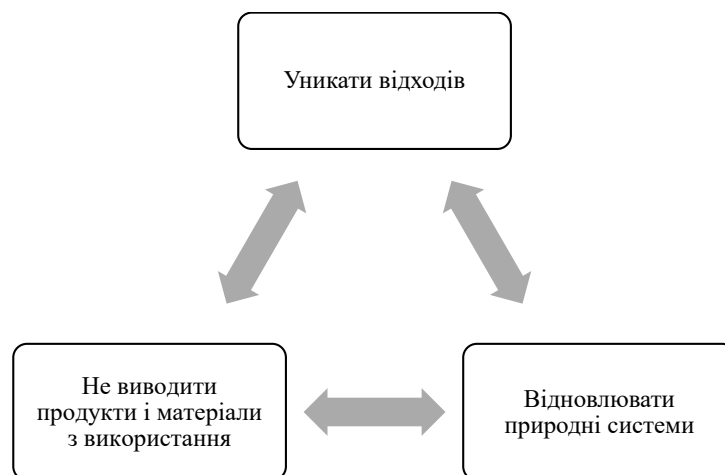 Уникати відходів
Не виводити
продукти і матеріали
з використання
Відновлювати
природні системи